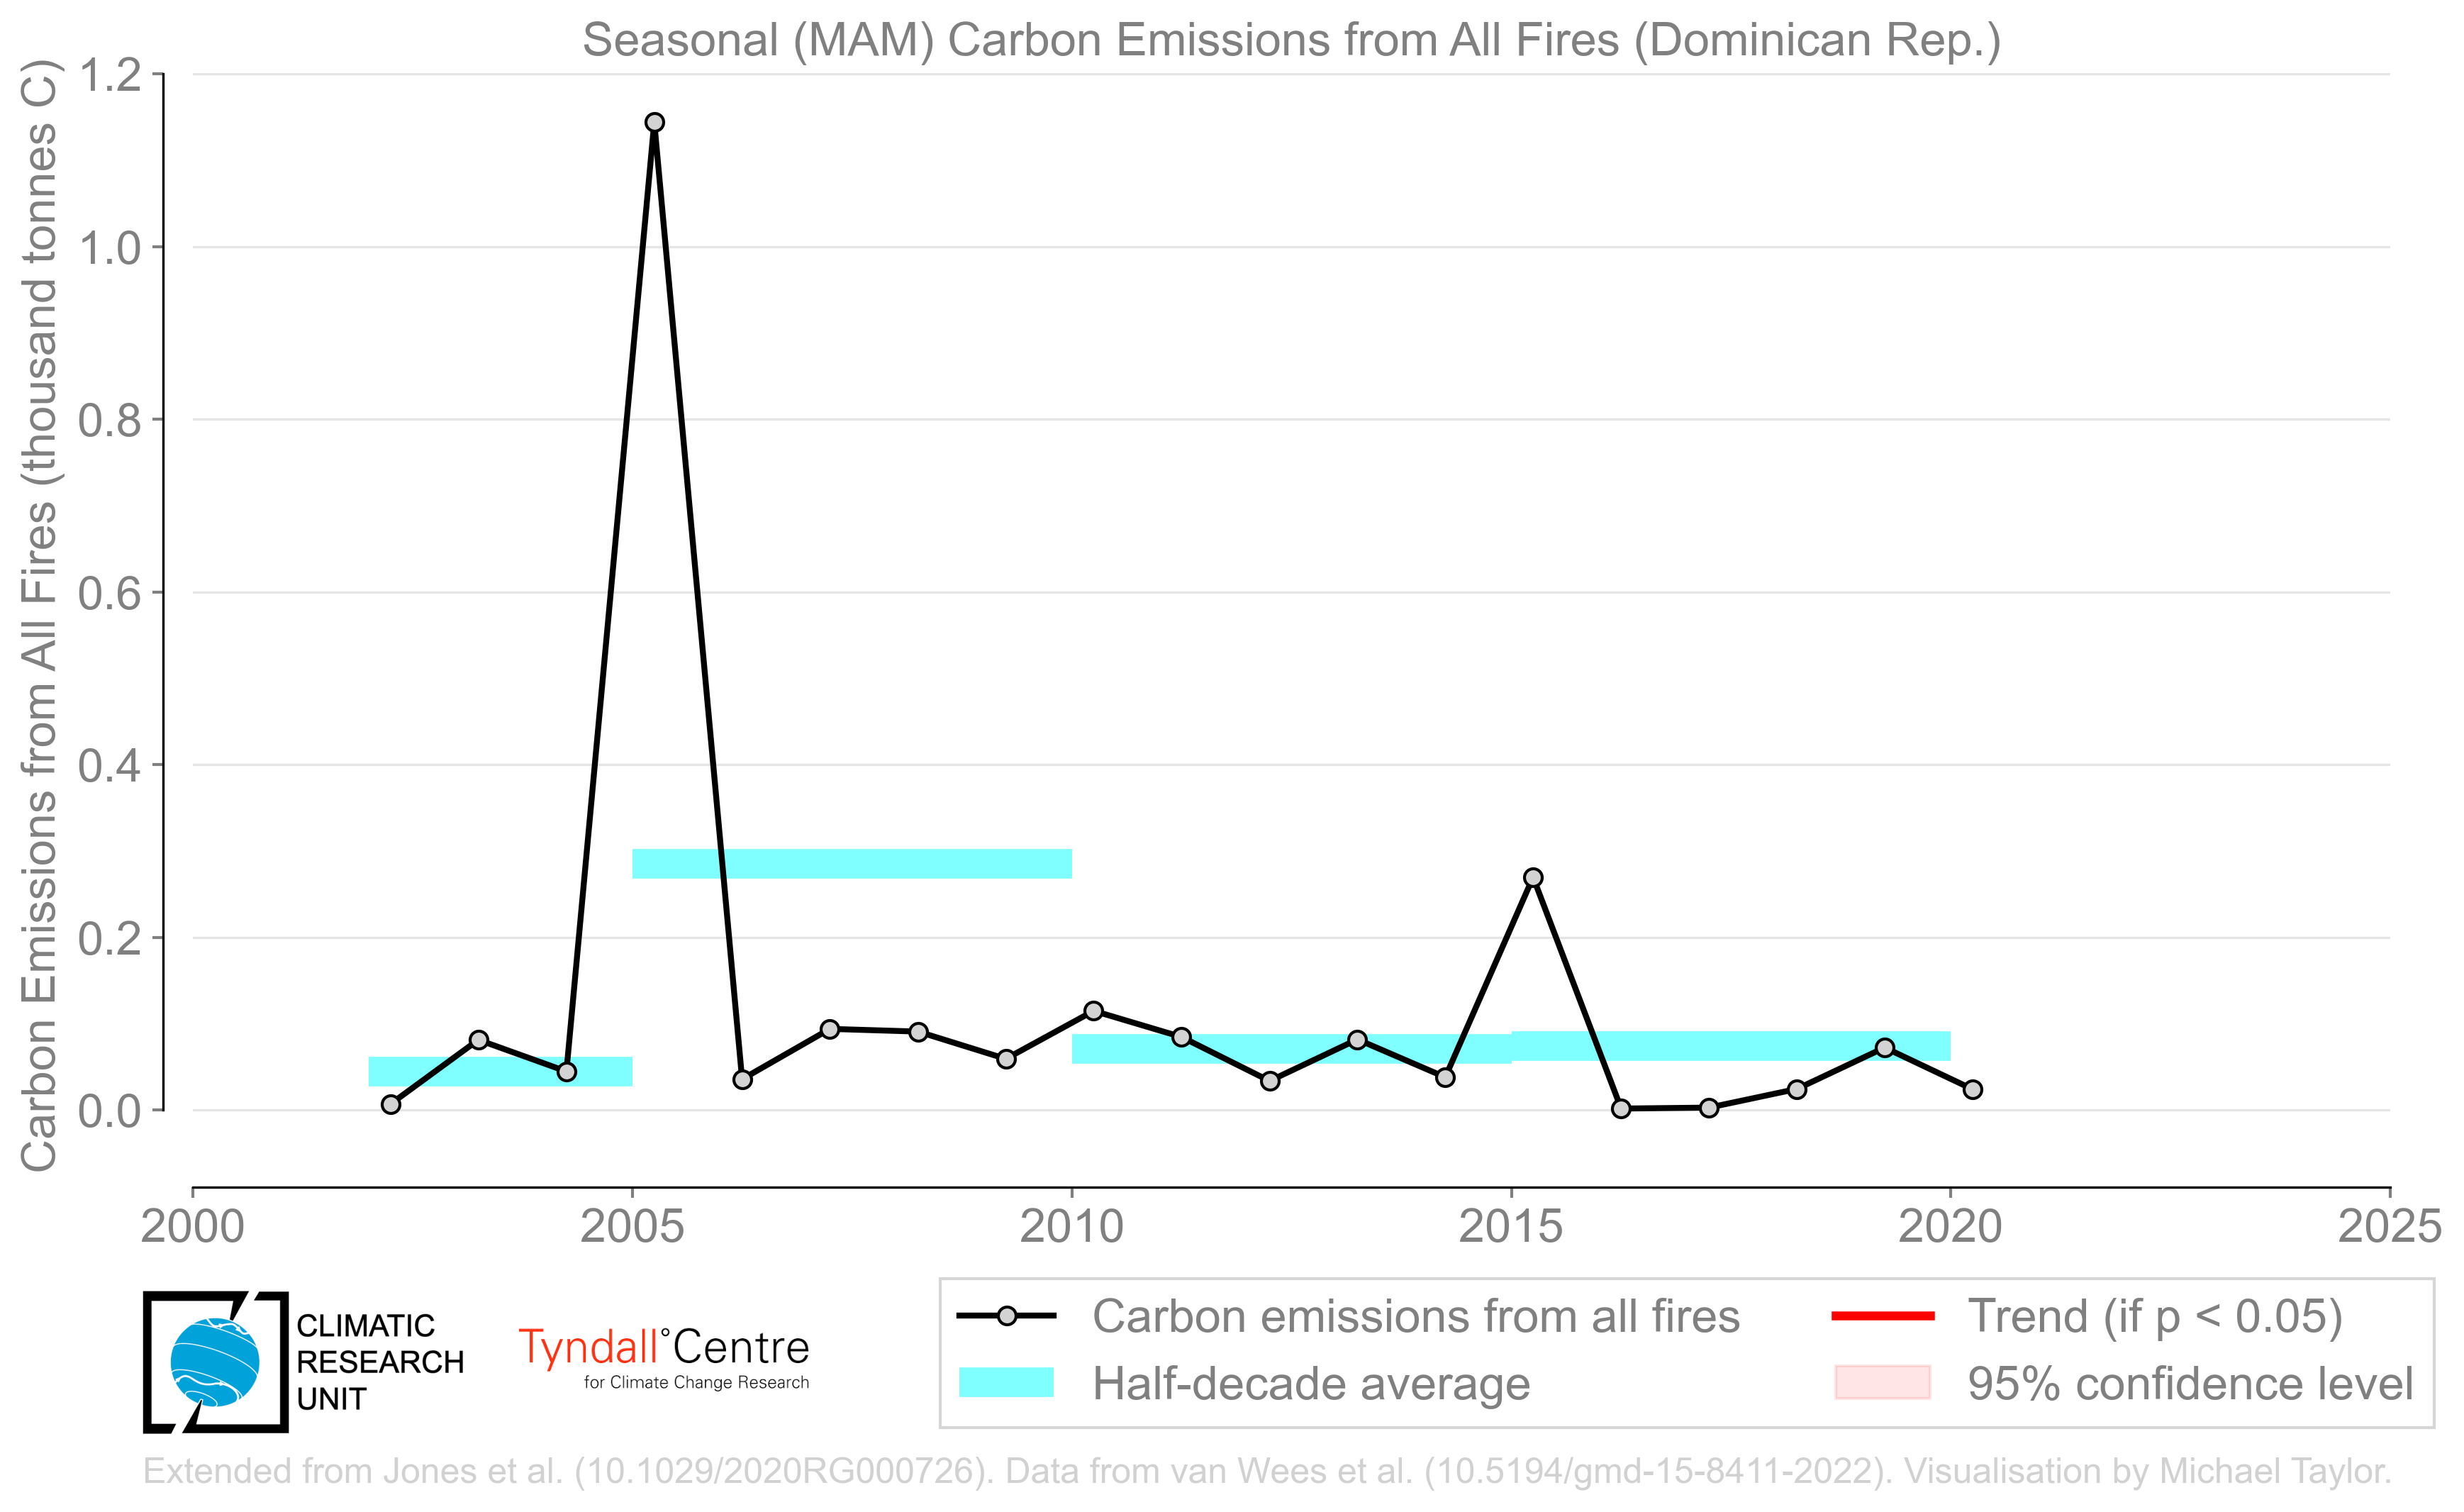 Seasonal (MAM) Carbon Emissions from All Fires (Dominican Rep.)
Carbon Emissions from All Fires (thousand tonnes C)
1.2
1.0
0.8
0.6
0.4
0.2
0.0
2000 2005 2010 2015 2020 2025
CLIMATIC
RESEARCH
UNIT
Tyndall°Centre
for Climate Change Research
Carbon emissions from all fires
Half-decade average
Trend (if p < 0.05)
95% confidence level
Extended from Jones et al. (10.1029/2020RG000726). Data from van Wees et al. (10.5194/gmd-15-8411-2022). Visualisation by Michael Taylor.